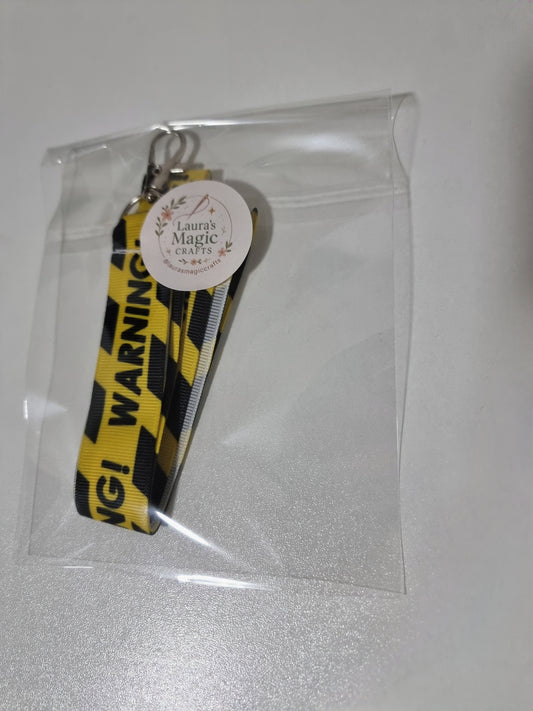 Laura's
Magic
CRAFTS
@laurasmagiccrafts
WARNING!
NG!